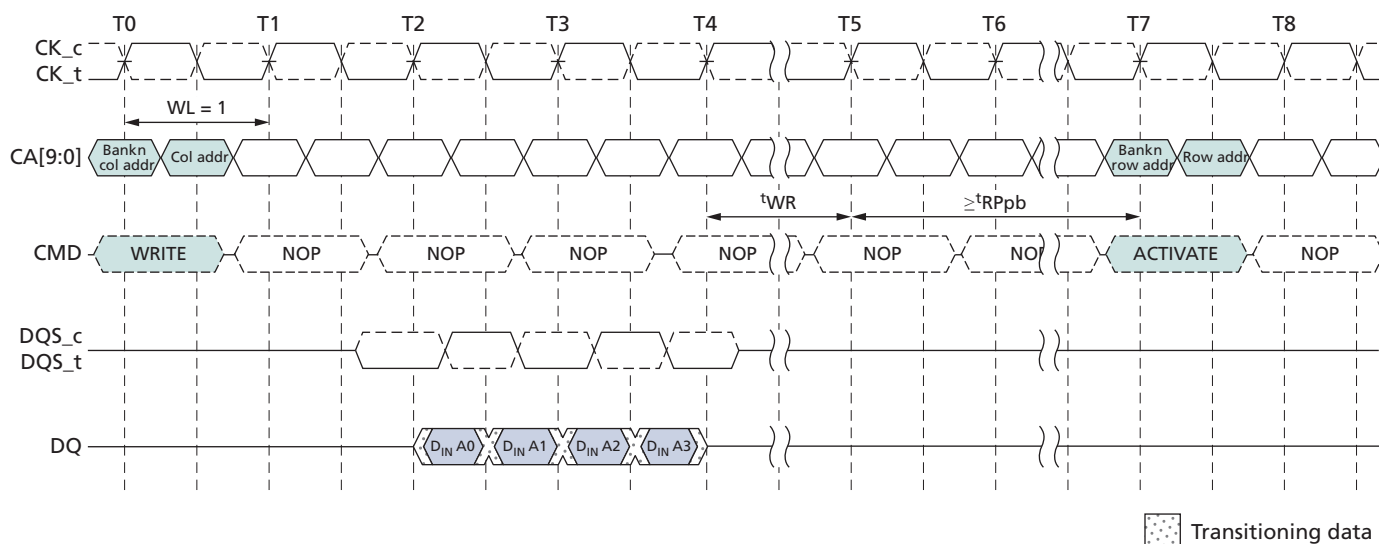 T0 T1 T2 T3 T4 T5 T6 T7 T8
CK_c
CK_t
WL = 1
CA[9:0]
Bankn
col addr
Col addr
Bankn
row addr
Row addr
tWR
≥tRPpb
CMD
WRITE NOP NOP NOP NOP NOP NOP ACTIVATE NOP
DQS_c
DQS_t
DQ
DIN A0 DIN A1 DIN A2 DIN A3
Transitioning data